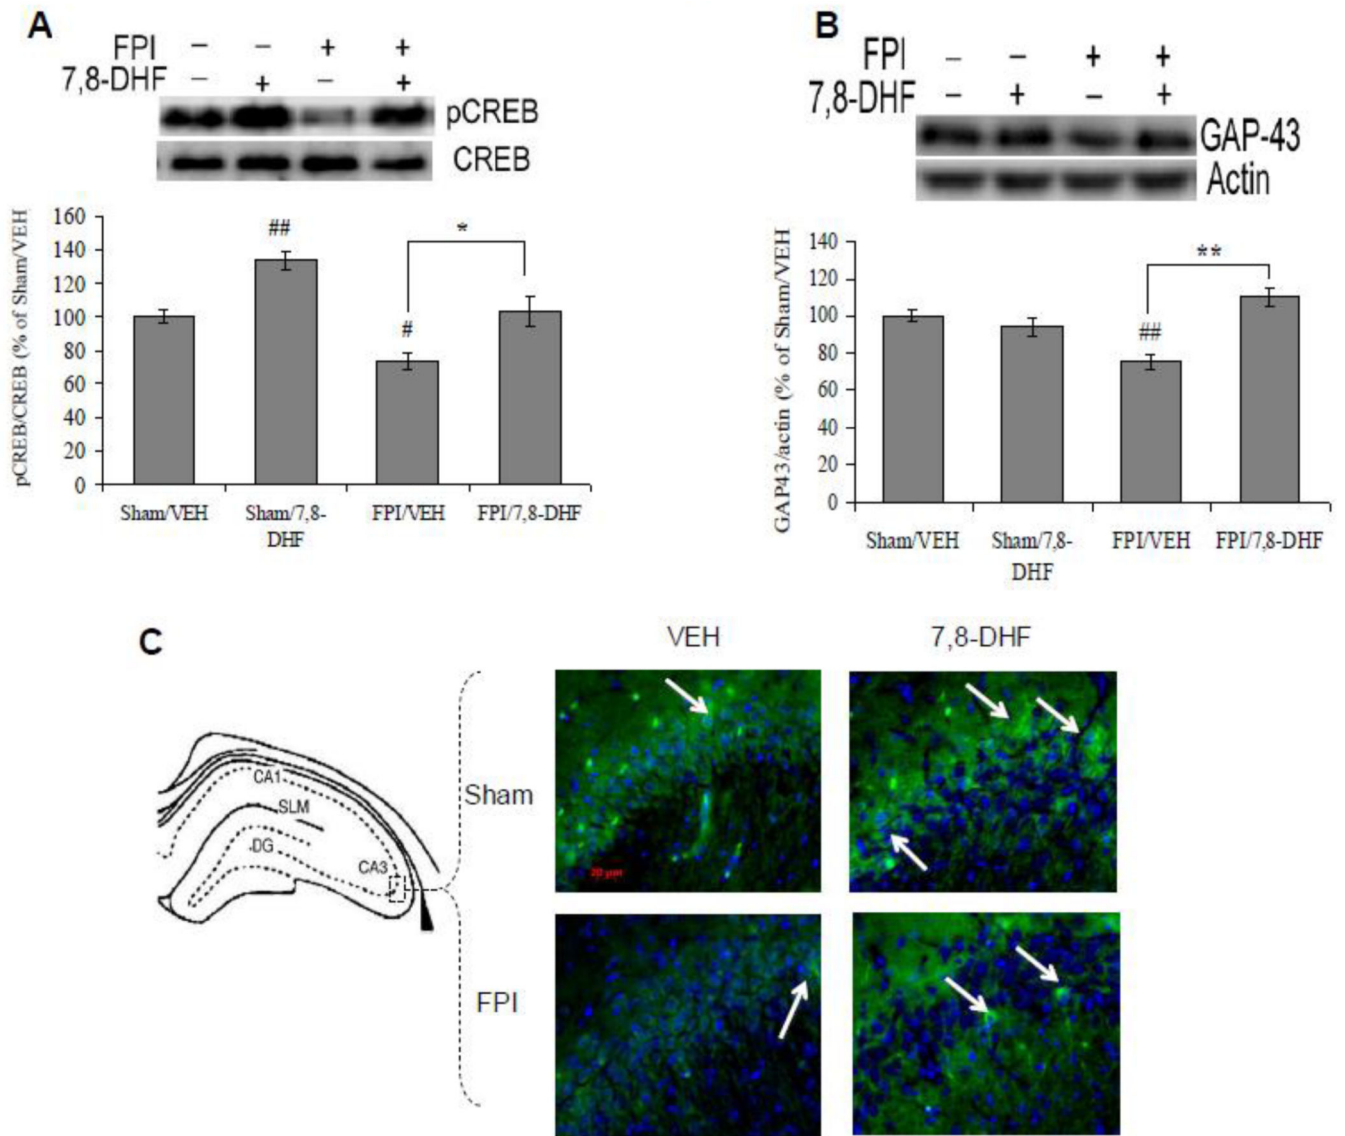 A
FPI – – + +
7,8-DHF – + – +
pCREB
CREB
pCREB/CREB (% of Sham/VEH
160
140
120
100
80
60
40
20
0
##
#
*
Sham/VEH
Sham/7,8-
DHF
FPI/VEH
FPI/7,8-DHF
B
FPI – – + +
7,8-DHF – + – +
GAP-43
Actin
GAP43/actin (% of Sham/VEH
140
120
100
80
60
40
20
0
##
**
Sham/VEH
Sham/7,8-
DHF
FPI/VEH
FPI/7,8-DHF
C
VEH
7,8-DHF
CA1
SLM
DG
CA3
Sham
FPI
20 µm